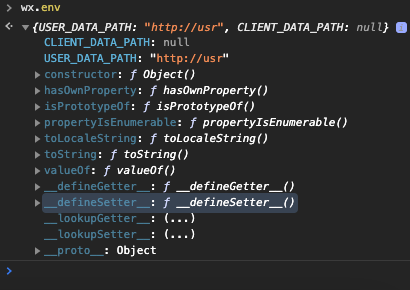 > wx.env
{USER_DATA_PATH: "http://usr", CLIENT_DATA_PATH: null} i
CLIENT_DATA_PATH: null
USER_DATA_PATH: "http://usr"
constructor: ƒ Object()
hasOwnProperty: ƒ hasOwnProperty()
isPrototypeOf: ƒ isPrototypeOf()
propertyIsEnumerable: ƒ propertyIsEnumerable()
toLocaleString: ƒ toLocaleString()
toString: ƒ toString()
valueOf: ƒ valueOf()
__defineGetter__: ƒ __defineGetter__()
__defineSetter__: ƒ __defineSetter__()
__lookupGetter__: (...)
__lookupSetter__: (...)
__proto__: Object
>